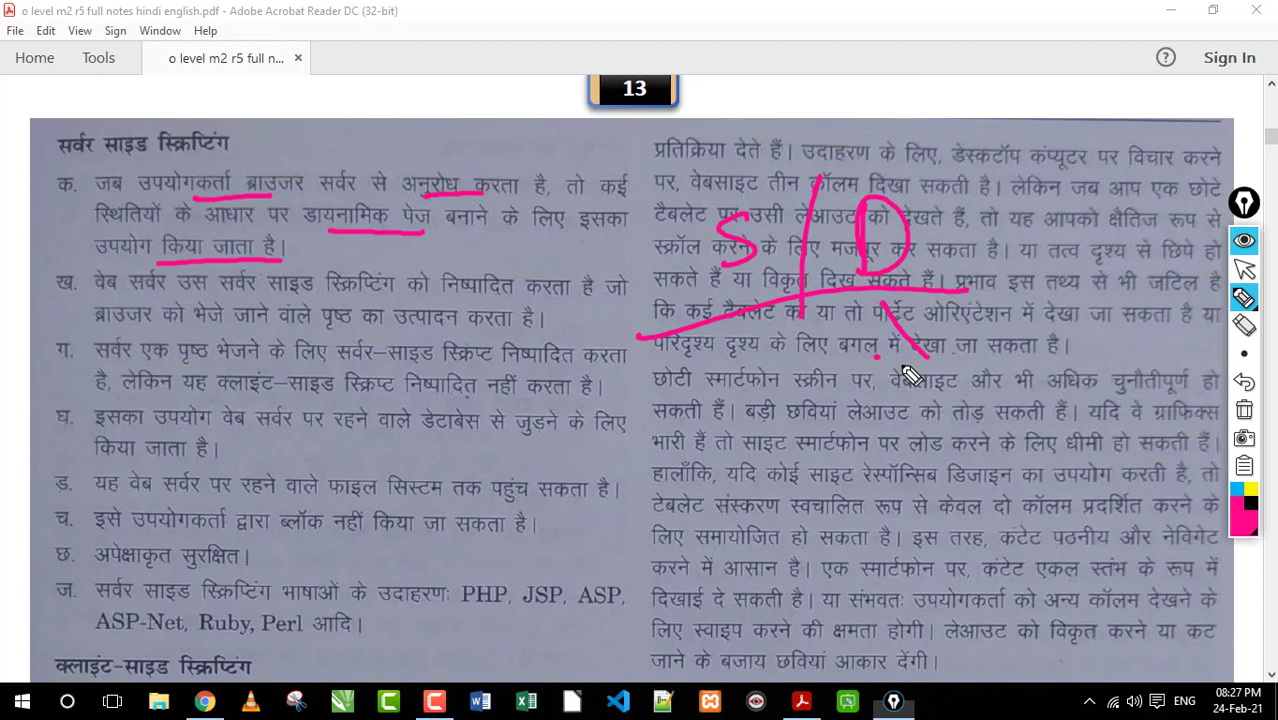 o level m2 r5 full notes hindi english.pdf - Adobe Acrobat Reader DC (32-bit)
File Edit View Sign Window Help
Home Tools o level m2 r5 full n... × Sign In
13
सर्वर साइड स्क्रिप्टिंग
क. जब उपयोगकर्ता ब्राउजर सर्वर से अनुरोध करता है, तो कई
स्थितियों के आधार पर डायनामिक पेज बनाने के लिए इसका
उपयोग किया जाता है।
ख. वेब सर्वर उस सर्वर साइड स्क्रिप्टिंग को निष्पादित करता है जो
ब्राउजर को भेजे जाने वाले पृष्ठ का उत्पादन करता है।
ग. सर्वर एक पृष्ठ भेजने के लिए सर्वर-साइड स्क्रिप्ट निष्पादित करता
है, लेकिन यह क्लाइंट-साइड स्क्रिप्ट निष्पादित नहीं करता है।
घ. इसका उपयोग वेब सर्वर पर रहने वाले डेटाबेस से जुड़ने के लिए
किया जाता है।
ड़. यह वेब सर्वर पर रहने वाले फाइल सिस्टम तक पहुंच सकता है।
च. इसे उपयोगकर्ता द्वारा ब्लॉक नहीं किया जा सकता है।
छ. अपेक्षाकृत सुरक्षित।
ज. सर्वर साइड स्क्रिप्टिंग भाषाओं के उदाहरणः PHP, JSP, ASP,
ASP-Net, Ruby, Perl आदि।
क्लाइंट-साइड स्क्रिप्टिंग
प्रतिक्रिया देते हैं। उदाहरण के लिए, डेस्कटॉप कंप्यूटर पर विचार करने
पर, वेबसाइट तीन कॉलम दिखा सकती है। लेकिन जब आप एक छोटे
टैबलेट पर उसी लेआउट को देखते हैं, तो यह आपको क्षैतिज रूप से
स्क्रॉल करने के लिए मजबूर कर सकता है। या तत्व दृश्य से छिपे हो
सकते हैं या विकृत दिख सकते हैं। प्रभाव इस तथ्य से भी जटिल है
कि कई टैबलेट को या तो पोर्टेट ओरिएंटेशन में देखा जा सकता है या
परिदृश्य दृश्य के लिए बगल में देखा जा सकता है।
छोटी स्मार्टफोन स्क्रीन पर, वेबसाइट और भी अधिक चुनौतीपूर्ण हो
सकती हैं। बड़ी छवियां लेआउट को तोड़ सकती हैं। यदि वे ग्राफिक्स
भारी हैं तो साइट स्मार्टफोन पर लोड करने के लिए धीमी हो सकती हैं।
हालाँकि, यदि कोई साइट रेस्पॉन्सिब डिजाइन का उपयोग करती है, तो
टेबलेट संस्करण स्वचालित रूप से केवल दो कॉलम प्रदर्शित करने के
लिए समायोजित हो सकता है। इस तरह, कंटेट पठनीय और नेविगेट
करने में आसान है। एक स्मार्टफोन पर, कंटेट एकल स्तंभ के रूप में
दिखाई दे सकती है। या संभवतः उपयोगकर्ता को अन्य कॉलम देखने के
लिए स्वाइप करने की क्षमता होगी। लेआउट को विकृत करने या कट
जाने के बजाय छवियां आकार देंगी।
S D
ENG
08:27 PM
24-Feb-21